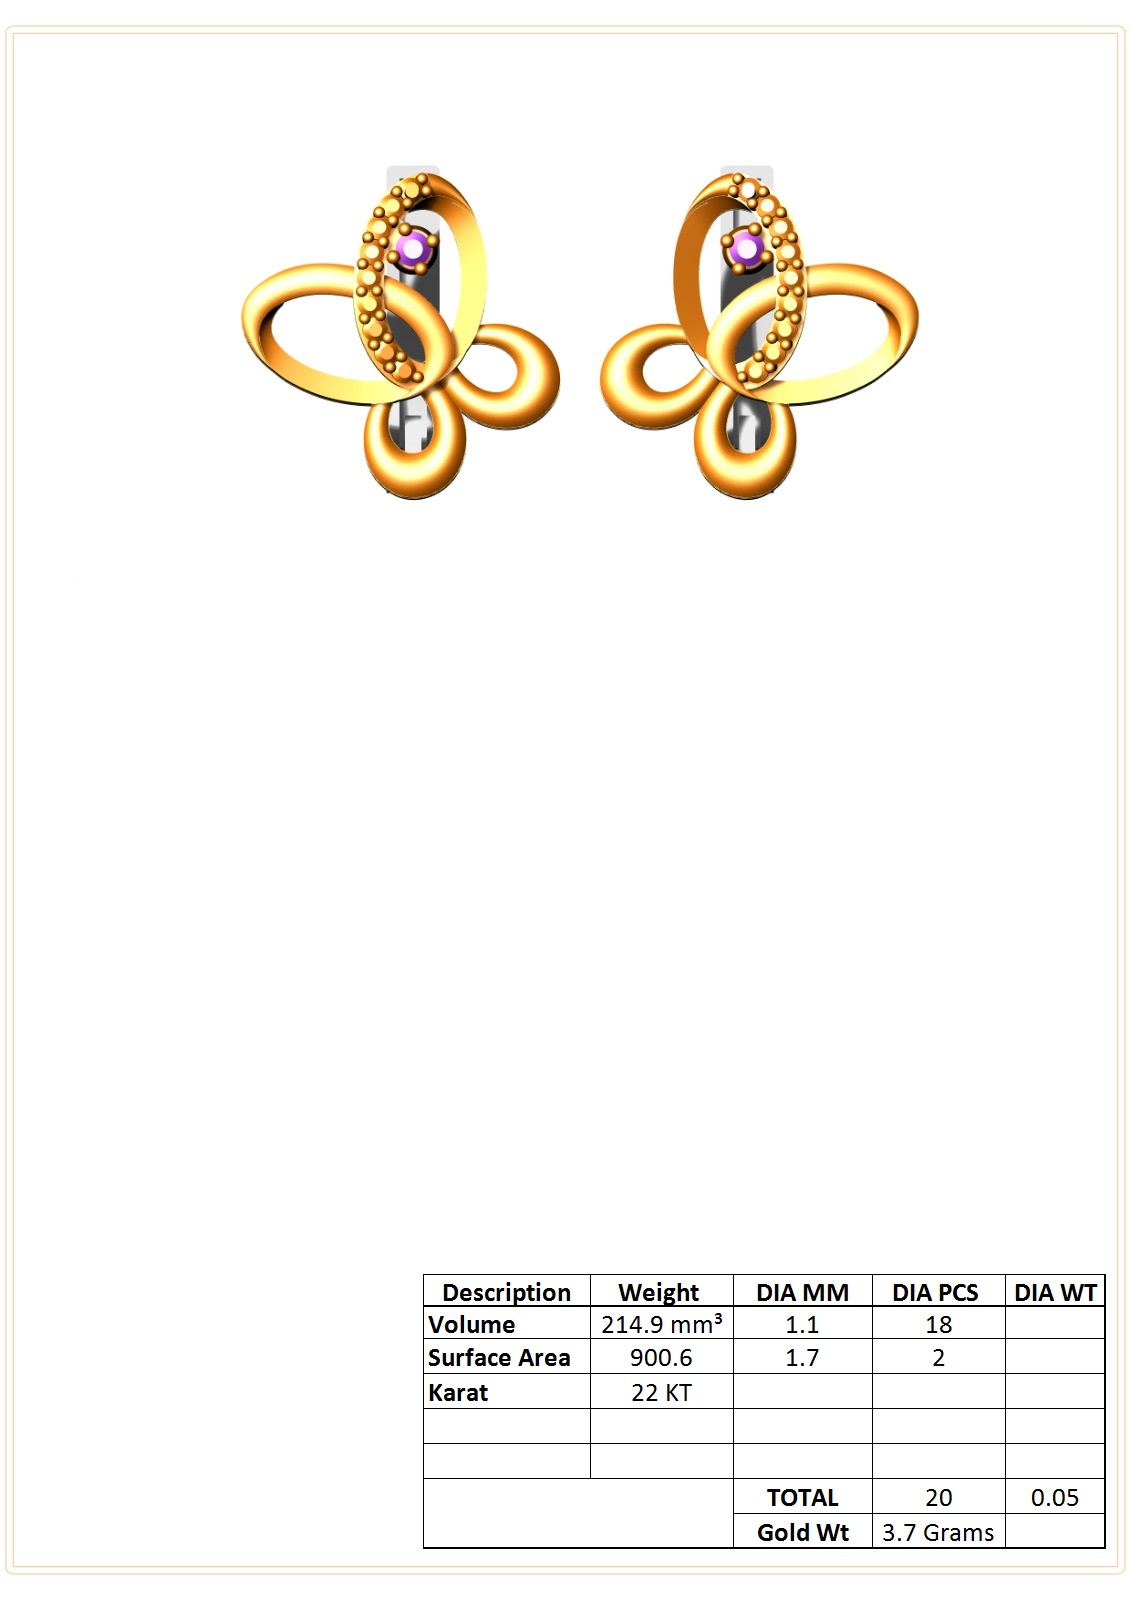 Description Weight DIA MM DIA PCS DIA WT
Volume 214.9 mm³ 1.1 18
Surface Area 900.6 1.7 2
Karat 22 KT
TOTAL 20 0.05
Gold Wt 3.7 Grams